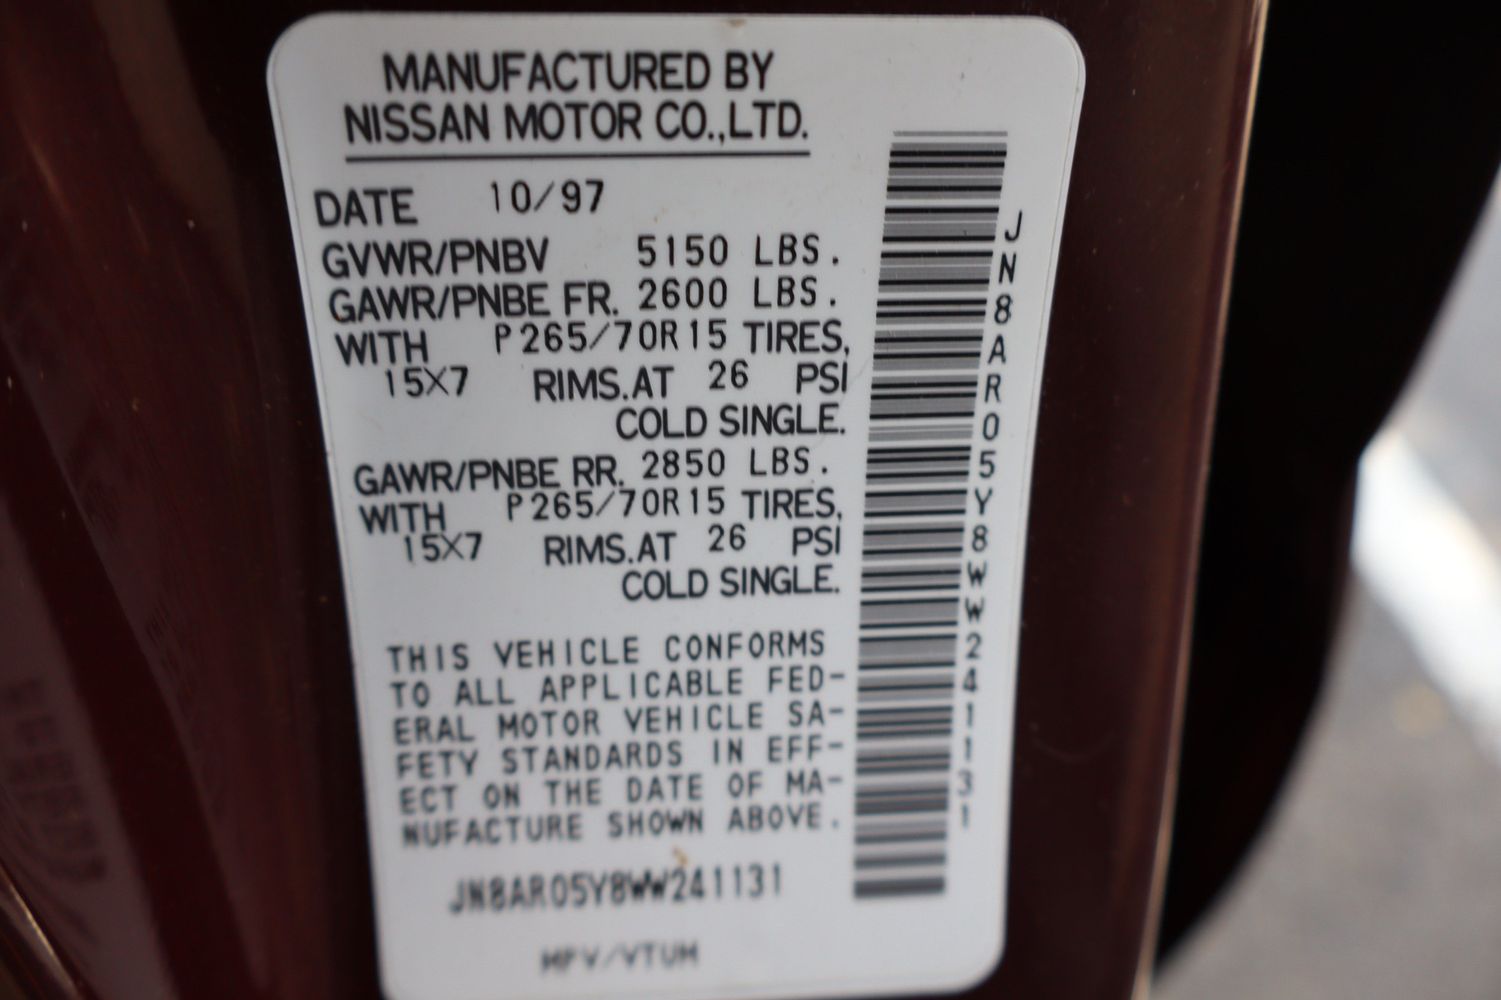 MANUFACTURED BY
NISSAN MOTOR CO.,LTD.
DATE 10/97
GVWR/PNBV 5150 LBS.
GAWR/PNBE FR. 2600 LBS.
WITH P265/70R15 TIRES,
15X7 RIMS.AT 26 PSI
COLD SINGLE.
GAWR/PNBE RR. 2850 LBS.
WITH P265/70R15 TIRES,
15X7 RIMS.AT 26 PSI
COLD SINGLE.
THIS VEHICLE CONFORMS
TO ALL APPLICABLE FED-
ERAL MOTOR VEHICLE SA-
FETY STANDARDS IN EFF-
ECT ON THE DATE OF MA-
NUFACTURE SHOWN ABOVE.
JN8AR05Y8WW241131
MPV/VTUM
JN8AR05Y8WW241131